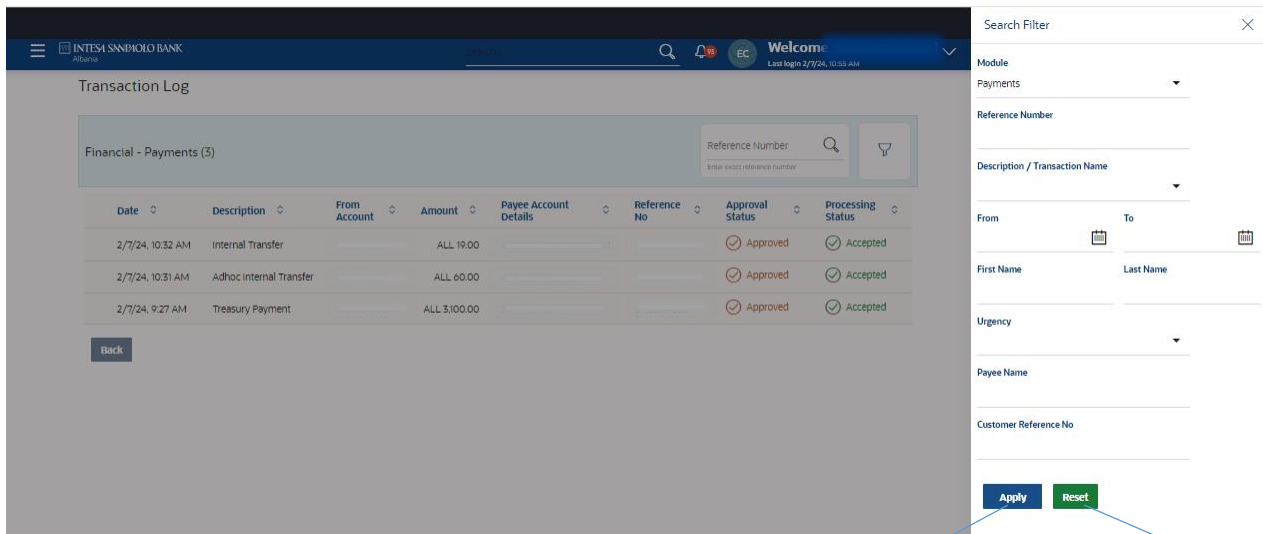 INTESA SANPAOLO BANK
Albania
95
EC
Welcome
Last login 2/7/24, 10:55 AM
Transaction Log
Financial - Payments (3)
Reference Number
Enter exact reference number
Date
Description
From Account
Amount
Payee Account Details
Reference No
Approval Status
Processing Status
2/7/24, 10:32 AM Internal Transfer ALL 19.00 Approved Accepted
2/7/24, 10:31 AM Adhoc Internal Transfer ALL 60.00 Approved Accepted
2/7/24, 9:27 AM Treasury Payment ALL 3,100.00 Approved Accepted
Back
Search Filter
Module
Payments
Reference Number
Description / Transaction Name
From To
First Name Last Name
Urgency
Payee Name
Customer Reference No
Apply Reset